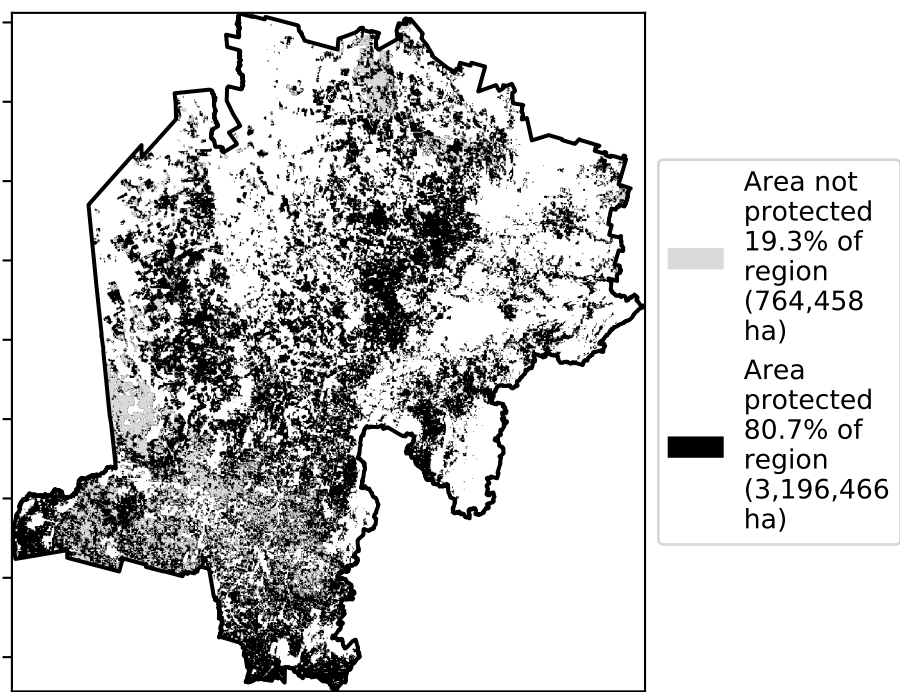 Area not
protected
19.3% of
region
(764,458
ha)
Area
protected
80.7% of
region
(3,196,466
ha)